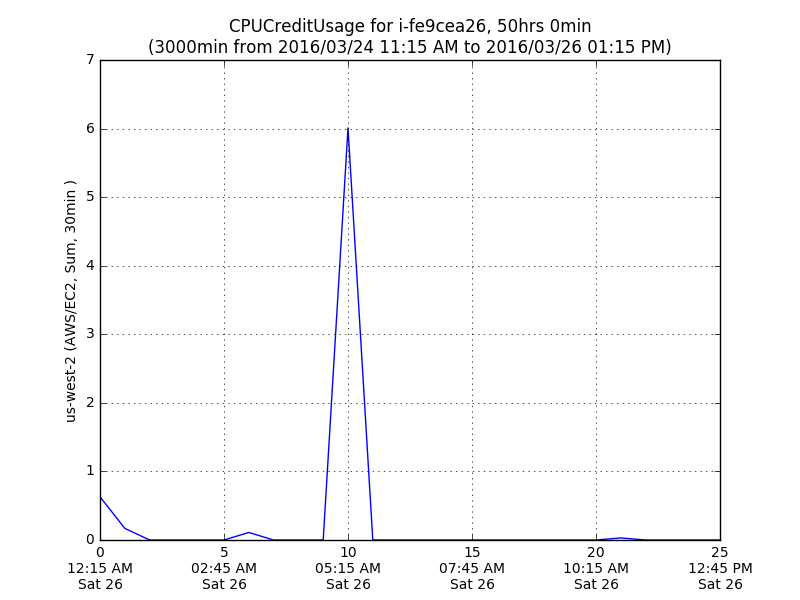 CPUCreditUsage for i-fe9cea26, 50hrs 0min
(3000min from 2016/03/24 11:15 AM to 2016/03/26 01:15 PM)
us-west-2 (AWS/EC2, Sum, 30min )
7
6
5
4
3
2
1
0
0 5 10 15 20 25
12:15 AM 02:45 AM 05:15 AM 07:45 AM 10:15 AM 12:45 PM
Sat 26 Sat 26 Sat 26 Sat 26 Sat 26 Sat 26